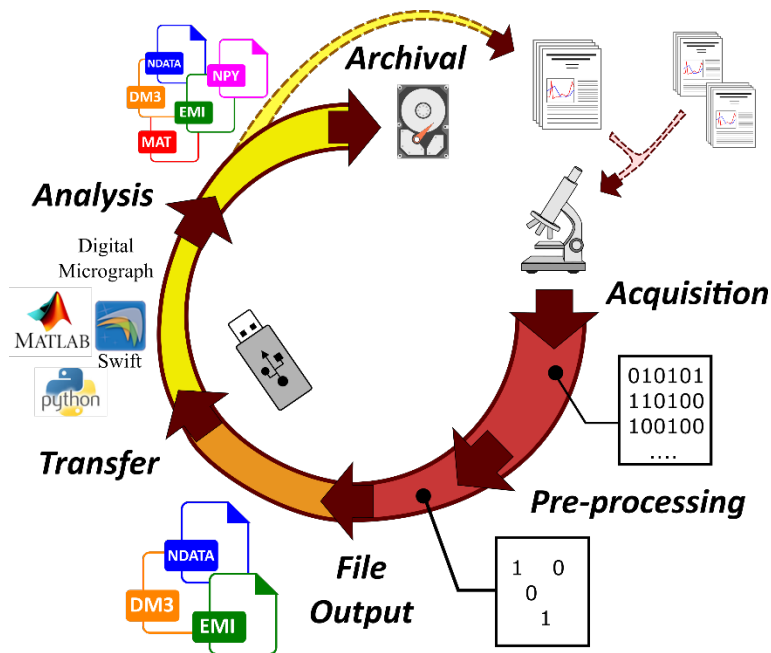 NDATA
NPY
DM3
EMI
MAT
Archival
Analysis
Digital
Micrograph
MATLAB
Swift
python
Acquisition
010101
110100
100100
....
Transfer
Pre-processing
NDATA
DM3
EMI
File
Output
1 0
0
1